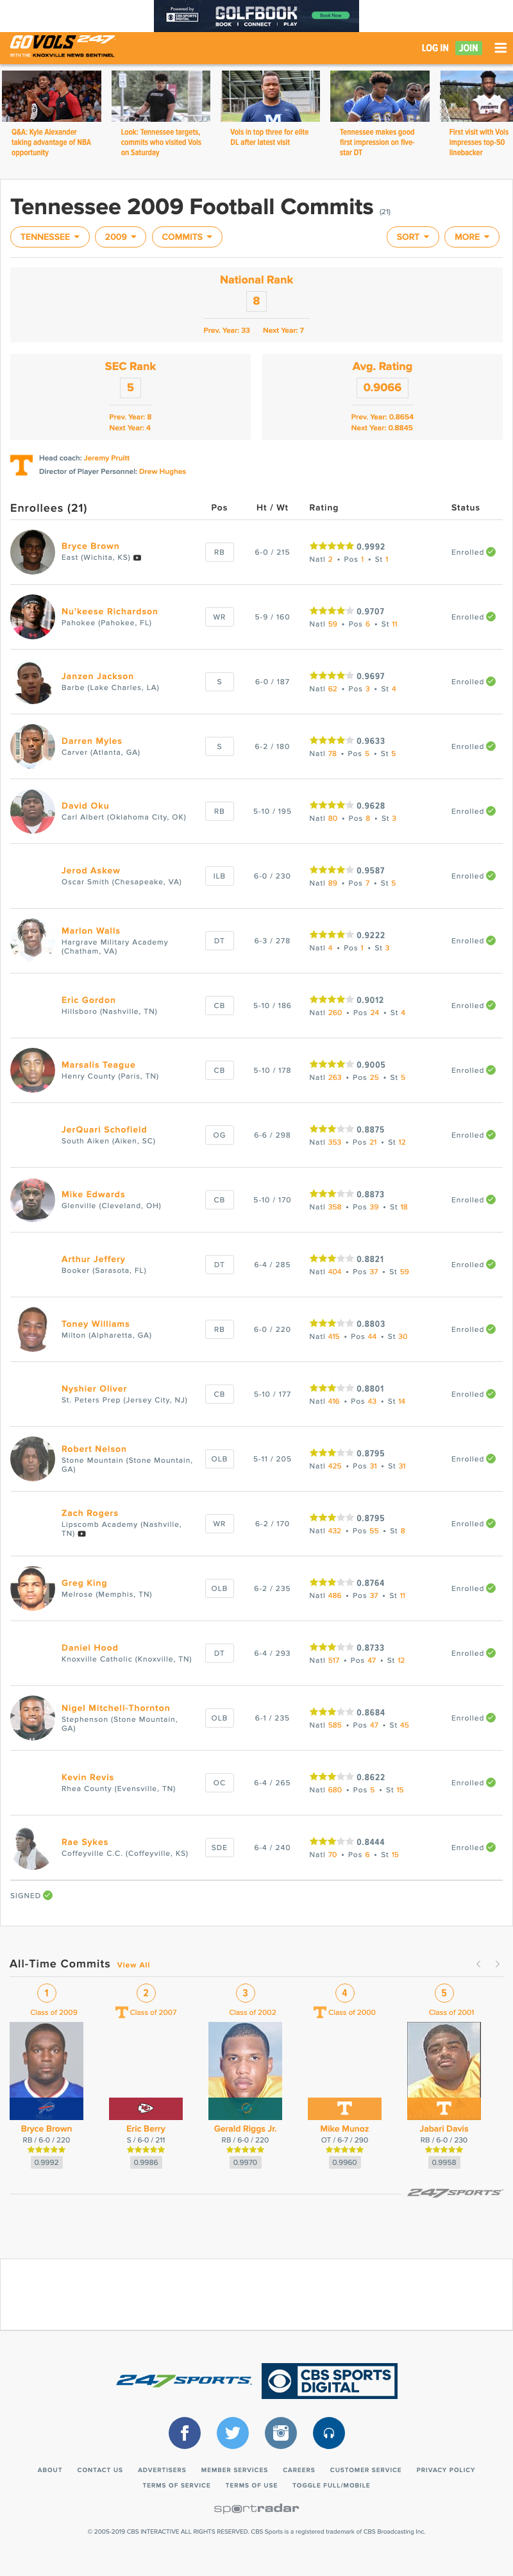 Powered by
CBS SPORTS DIGITAL
GOLFBOOK
BOOK | CONNECT | PLAY
Book Now
GOVOLS247
WITH THE KNOXVILLE NEWS SENTINEL
LOG IN
JOIN
Q&A: Kyle Alexander
taking advantage of NBA
opportunity
Look: Tennessee targets,
commits who visited Vols
on Saturday
Vols in top three for elite
DL after latest visit
Tennessee makes good
first impression on five-
star DT
First visit with Vols
impresses top-50
linebacker
Tennessee 2009 Football Commits (21)
TENNESSEE
2009
COMMITS
SORT
MORE
National Rank
8
Prev. Year: 33 Next Year: 7
SEC Rank
5
Prev. Year: 8
Next Year: 4
Avg. Rating
0.9066
Prev. Year: 0.8654
Next Year: 0.8845
Head coach: Jeremy Pruitt
Director of Player Personnel: Drew Hughes
Enrollees (21) Pos Ht / Wt Rating Status
Bryce Brown
East (Wichita, KS)
RB 6-0 / 215 0.9992
Natl 2 • Pos 1 • St 1
Enrolled
Nu'keese Richardson
Pahokee (Pahokee, FL)
WR 5-9 / 160 0.9707
Natl 59 • Pos 6 • St 11
Enrolled
Janzen Jackson
Barbe (Lake Charles, LA)
S 6-0 / 187 0.9697
Natl 62 • Pos 3 • St 4
Enrolled
Darren Myles
Carver (Atlanta, GA)
S 6-2 / 180 0.9633
Natl 78 • Pos 5 • St 5
Enrolled
David Oku
Carl Albert (Oklahoma City, OK)
RB 5-10 / 195 0.9628
Natl 80 • Pos 8 • St 3
Enrolled
Jerod Askew
Oscar Smith (Chesapeake, VA)
ILB 6-0 / 230 0.9587
Natl 89 • Pos 7 • St 5
Enrolled
Marlon Walls
Hargrave Military Academy
(Chatham, VA)
DT 6-3 / 278 0.9222
Natl 4 • Pos 1 • St 3
Enrolled
Eric Gordon
Hillsboro (Nashville, TN)
CB 5-10 / 186 0.9012
Natl 260 • Pos 24 • St 4
Enrolled
Marsalis Teague
Henry County (Paris, TN)
CB 5-10 / 178 0.9005
Natl 263 • Pos 25 • St 5
Enrolled
JerQuari Schofield
South Aiken (Aiken, SC)
OG 6-6 / 298 0.8875
Natl 353 • Pos 21 • St 12
Enrolled
Mike Edwards
Glenville (Cleveland, OH)
CB 5-10 / 170 0.8873
Natl 358 • Pos 39 • St 18
Enrolled
Arthur Jeffery
Booker (Sarasota, FL)
DT 6-4 / 285 0.8821
Natl 404 • Pos 37 • St 59
Enrolled
Toney Williams
Milton (Alpharetta, GA)
RB 6-0 / 220 0.8803
Natl 415 • Pos 44 • St 30
Enrolled
Nyshier Oliver
St. Peters Prep (Jersey City, NJ)
CB 5-10 / 177 0.8801
Natl 416 • Pos 43 • St 14
Enrolled
Robert Nelson
Stone Mountain (Stone Mountain,
GA)
OLB 5-11 / 205 0.8795
Natl 425 • Pos 31 • St 31
Enrolled
Zach Rogers
Lipscomb Academy (Nashville,
TN)
WR 6-2 / 170 0.8795
Natl 432 • Pos 55 • St 8
Enrolled
Greg King
Melrose (Memphis, TN)
OLB 6-2 / 235 0.8764
Natl 486 • Pos 37 • St 11
Enrolled
Daniel Hood
Knoxville Catholic (Knoxville, TN)
DT 6-4 / 293 0.8733
Natl 517 • Pos 47 • St 12
Enrolled
Nigel Mitchell-Thornton
Stephenson (Stone Mountain,
GA)
OLB 6-1 / 235 0.8684
Natl 585 • Pos 47 • St 45
Enrolled
Kevin Revis
Rhea County (Evensville, TN)
OC 6-4 / 265 0.8622
Natl 680 • Pos 5 • St 15
Enrolled
Rae Sykes
Coffeyville C.C. (Coffeyville, KS)
SDE 6-4 / 240 0.8444
Natl 70 • Pos 6 • St 15
Enrolled
SIGNED
All-Time Commits View All
1
Class of 2009
Bryce Brown
RB / 6-0 / 220
0.9992
2
Class of 2007
Eric Berry
S / 6-0 / 211
0.9986
3
Class of 2002
Gerald Riggs Jr.
RB / 6-0 / 220
0.9970
4
Class of 2000
Mike Munoz
OT / 6-7 / 290
0.9960
5
Class of 2001
Jabari Davis
RB / 6-0 / 230
0.9958
247SPORTS
247SPORTS
CBS SPORTS
DIGITAL
ABOUT CONTACT US ADVERTISERS MEMBER SERVICES CAREERS CUSTOMER SERVICE PRIVACY POLICY
TERMS OF SERVICE TERMS OF USE TOGGLE FULL/MOBILE
sportradar
© 2005-2019 CBS INTERACTIVE ALL RIGHTS RESERVED. CBS Sports is a registered trademark of CBS Broadcasting Inc.